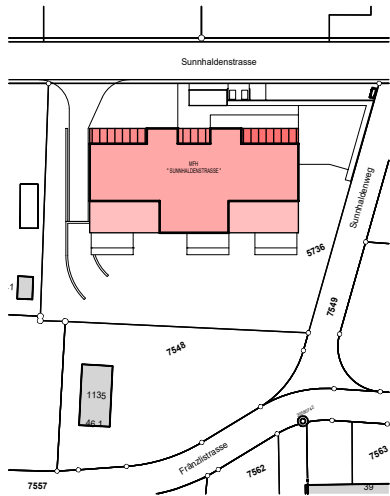 Sunnhaldenstrasse
MFH
" SUNNHALDENSTRASSE "
Sunnhaldenweg
5736
7549
7548
1135
46.1
Fränzlistrasse
7557
7562
7563
39